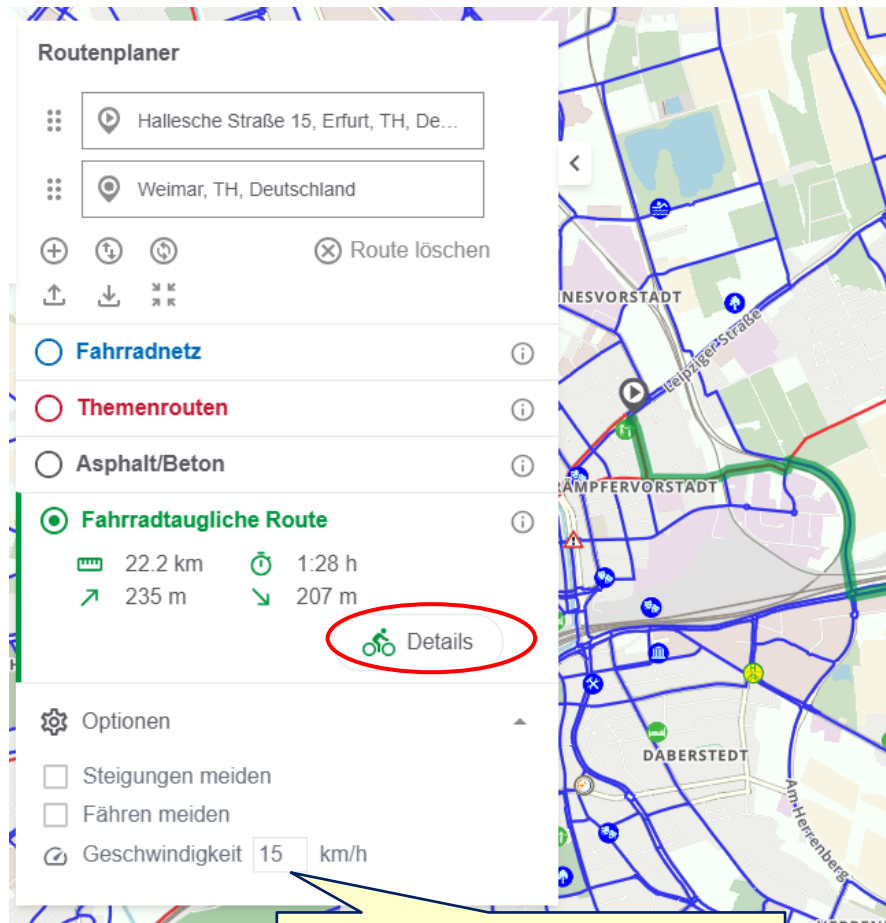 Routenplaner
Hallesche Straße 15, Erfurt, TH, De...
Weimar, TH, Deutschland
Route löschen
Fahrradnetz
Themenrouten
Asphalt/Beton
Fahrradtaugliche Route
22.2 km 1:28 h
235 m 207 m
Details
Optionen
Steigungen meiden
Fähren meiden
Geschwindigkeit 15 km/h
NESVORSTADT
Leipziger Straße
ÄMPFERVORSTADT
DABERSTEDT
Am Herrenberg